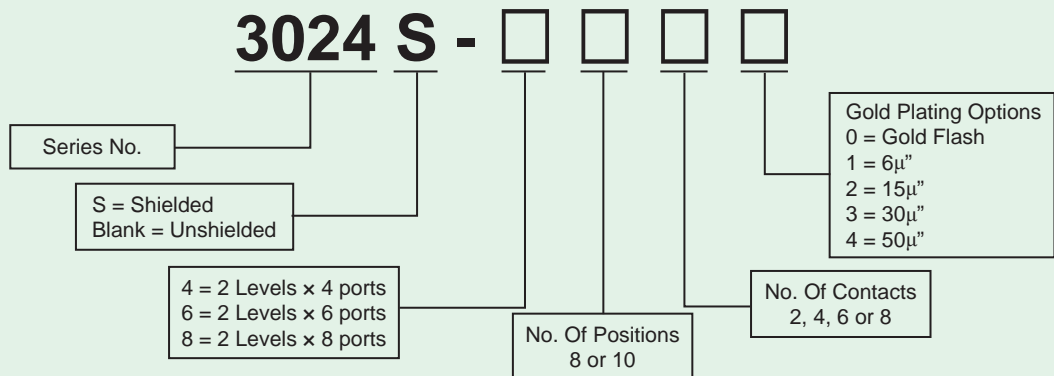 3024 S - □ □ □ □
Series No.
S = Shielded
Blank = Unshielded
4 = 2 Levels × 4 ports
6 = 2 Levels × 6 ports
8 = 2 Levels × 8 ports
No. Of Positions
8 or 10
No. Of Contacts
2, 4, 6 or 8
Gold Plating Options
0 = Gold Flash
1 = 6µ”
2 = 15µ”
3 = 30µ”
4 = 50µ”